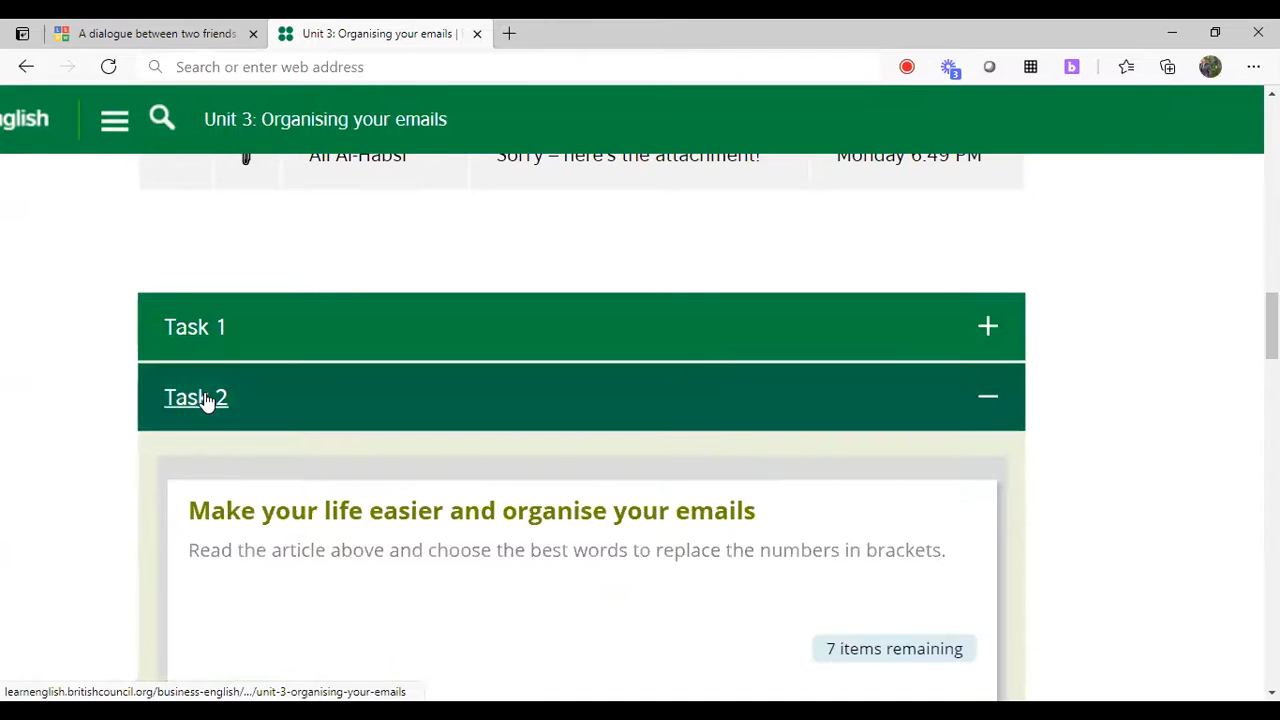 A dialogue between two friends
Unit 3: Organising your emails |
Search or enter web address
3
b
glish
Unit 3: Organising your emails
Ali Al-Habsi
Sorry – here's the attachment!
Monday 6:49 PM
Task 1
Task 2
Make your life easier and organise your emails
Read the article above and choose the best words to replace the numbers in brackets.
7 items remaining
learnenglish.britishcouncil.org/business-english/.../unit-3-organising-your-emails